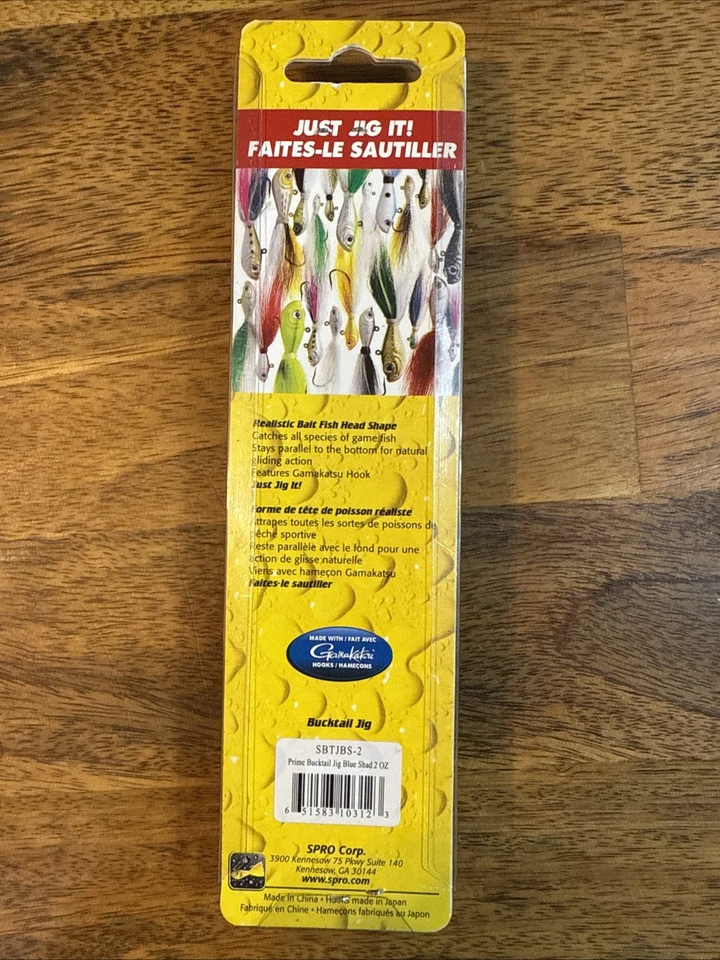 JUST JIG IT!
FAITES-LE SAUTILLER
Realistic Bait Fish Head Shape
Catches all species of game fish
Stays parallel to the bottom for natural
gliding action
Features Gamakatsu Hook
Just Jig It!
Forme de tête de poisson réaliste
Attrapes toutes les sortes de poissons de
pêche sportive
Reste parallèle avec le fond pour une
action de glisse naturelle
Viens avec hameçon Gamakatsu
Faites-le sautiller
MADE WITH / FAIT AVEC
Gamakatsu
HOOKS / HAMEÇONS
Bucktail Jig
SBTJBS-2
Prime Bucktail Jig Blue Shad 2 OZ
6 51583 10312 3
SPRO Corp.
3900 Kennesaw 75 Pkwy Suite 140
Kennesaw, GA 30144
www.spro.com
Made in China • Hooks made in Japan
Fabriqué en Chine • Hameçons fabriqués au Japon